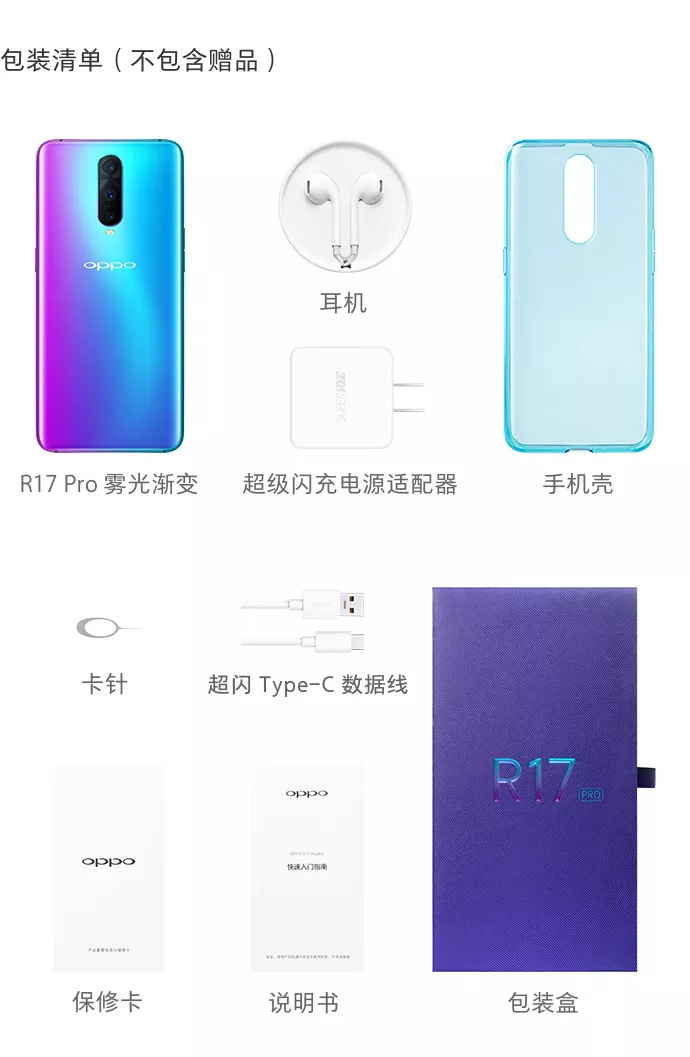 包装清单（不包含赠品）
oppo
耳机
SUPERVOOC
R17 Pro 雾光渐变
超级闪充电源适配器
手机壳
oppo
卡针
超闪 Type-C 数据线
R17
PRO
oppo
oppo
快速入门指南
保修卡
说明书
包装盒